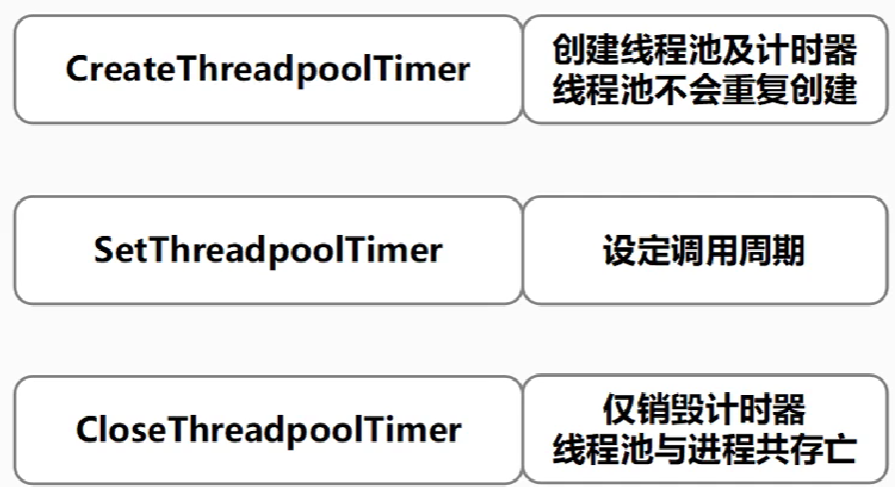 CreateThreadpoolTimer
创建线程池及计时器
线程池不会重复创建
SetThreadpoolTimer
设定调用周期
CloseThreadpoolTimer
仅销毁计时器
线程池与进程共存亡